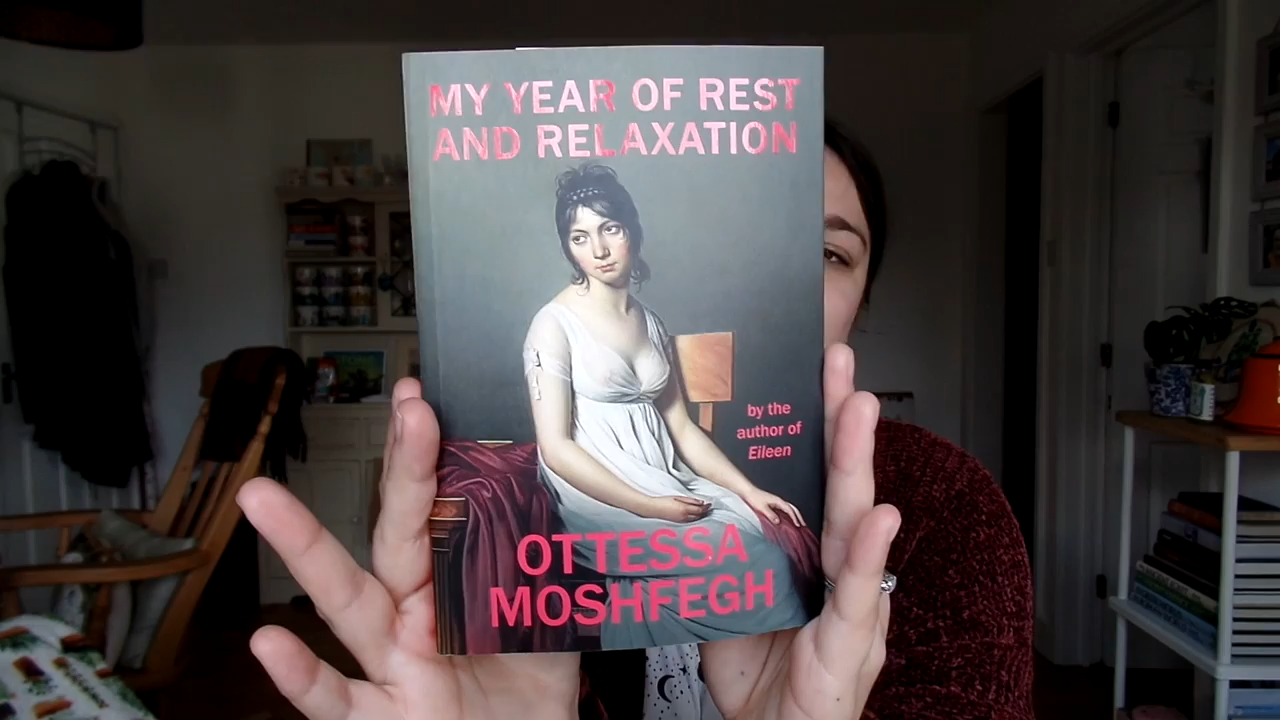 MY YEAR OF REST
AND RELAXATION
by the
author of
Eileen
OTTESSA
MOSHFEGH